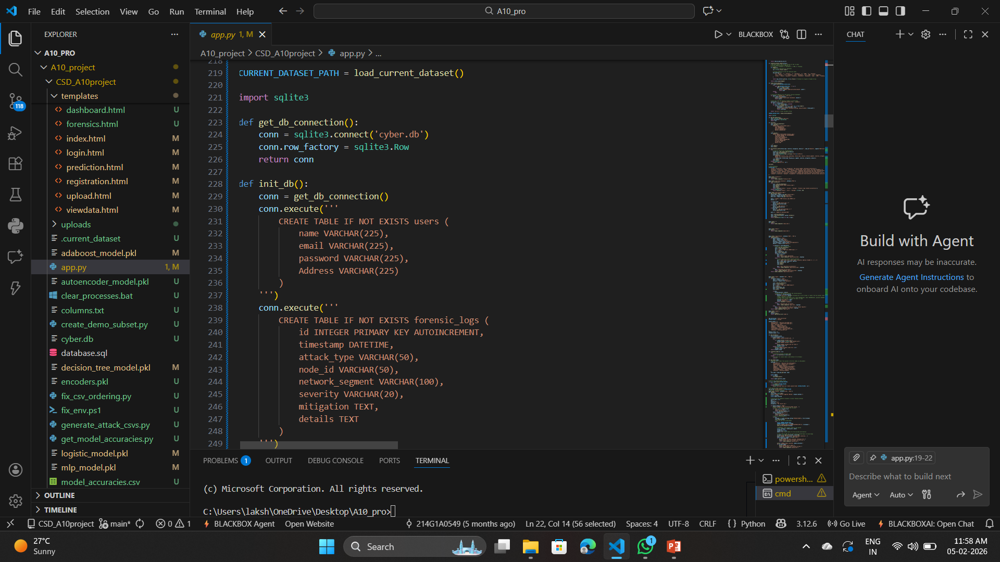 File Edit Selection View Go Run Terminal Help
A10_pro
EXPLORER
A10_PRO
A10_project
CSD_A10project
templates
dashboard.html U
forensics.html U
index.html M
login.html M
prediction.html M
registration.html M
upload.html M
viewdata.html M
uploads
.current_dataset U
adaboost_model.pkl M
app.py 1, M
autoencoder_model.pkl U
clear_processes.bat U
columns.txt U
create_demo_subset.py U
cyber.db U
database.sql
decision_tree_model.pkl M
encoders.pkl U
fix_csv_ordering.py U
fix_env.ps1 U
generate_attack_csvs.py U
get_model_accuracies.py U
logistic_model.pkl M
mlp_model.pkl M
model_accuracies.csv U
OUTLINE
TIMELINE
118
app.py 1, M
BLACKBOX
A10_project > CSD_A10project > app.py > ...
218
219 CURRENT_DATASET_PATH = load_current_dataset()
220
221 import sqlite3
222
223 def get_db_connection():
224 conn = sqlite3.connect('cyber.db')
225 conn.row_factory = sqlite3.Row
226 return conn
227
228 def init_db():
229 conn = get_db_connection()
230 conn.execute('''
231 CREATE TABLE IF NOT EXISTS users (
232 name VARCHAR(225),
233 email VARCHAR(225),
234 password VARCHAR(225),
235 Address VARCHAR(225)
236 )
237 ''')
238 conn.execute('''
239 CREATE TABLE IF NOT EXISTS forensic_logs (
240 id INTEGER PRIMARY KEY AUTOINCREMENT,
241 timestamp DATETIME,
242 attack_type VARCHAR(50),
243 node_id VARCHAR(50),
244 network_segment VARCHAR(100),
245 severity VARCHAR(20),
246 mitigation TEXT,
247 details TEXT
248 )
249 ''')
PROBLEMS 1 OUTPUT DEBUG CONSOLE PORTS TERMINAL
(c) Microsoft Corporation. All rights reserved.
C:\Users\laksh\OneDrive\Desktop\A10_pro>
powersh...
cmd
CHAT
Build with Agent
AI responses may be inaccurate.
Generate Agent Instructions to
onboard AI onto your codebase.
app.py:19-22
Describe what to build next
Agent Auto
CSD_A10project main* 0 1 BLACKBOX Agent Open Website 214G1A0549 (5 months ago) Ln 22, Col 14 (56 selected) Spaces: 4 UTF-8 CRLF { } Python 3.12.6 Go Live BLACKBOXAI: Open Chat
27°C
Sunny
Search
1
ENG
IN
11:58 AM
05-02-2026